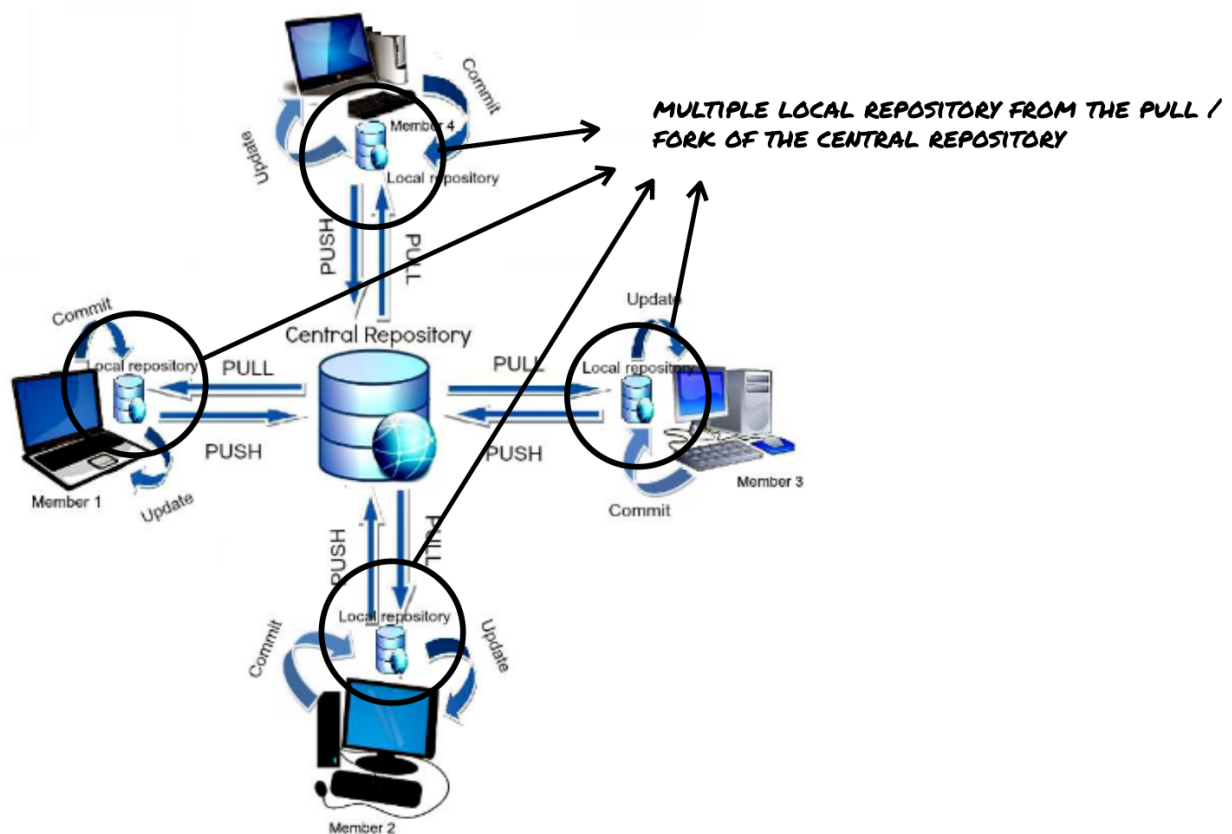 Commit
MULTIPLE LOCAL REPOSITORY FROM THE PULL /
FORK OF THE CENTRAL REPOSITORY
Member 4
Update
Local repository
PUSH
PULL
Commit
Update
Central Repository
Local repository
PULL
PULL
Local repository
PUSH
PUSH
Member 1
Update
Member 3
Commit
PUSH
PULL
Local repository
Commit
Update
Member 2